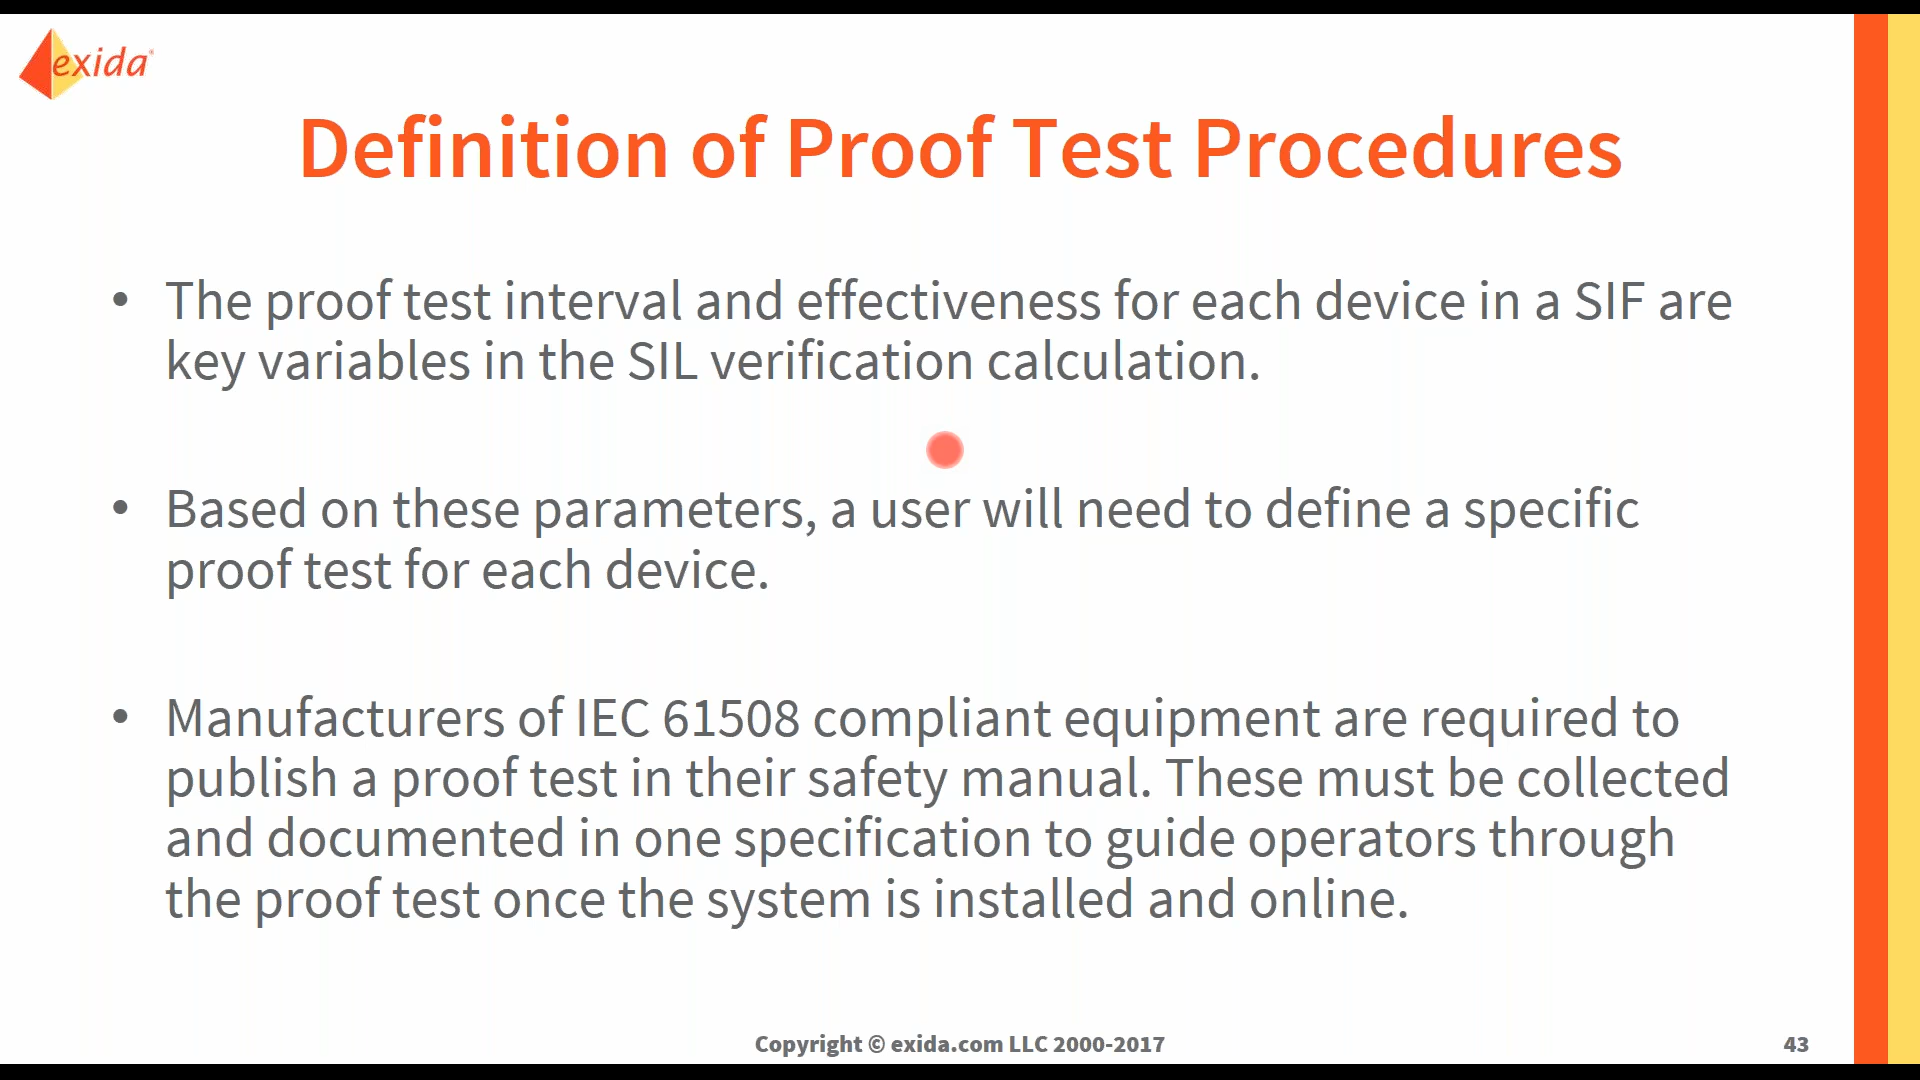 exida
Definition of Proof Test Procedures
• The proof test interval and effectiveness for each device in a SIF are
key variables in the SIL verification calculation.
• Based on these parameters, a user will need to define a specific
proof test for each device.
• Manufacturers of IEC 61508 compliant equipment are required to
publish a proof test in their safety manual. These must be collected
and documented in one specification to guide operators through
the proof test once the system is installed and online.
Copyright © exida.com LLC 2000-2017
43